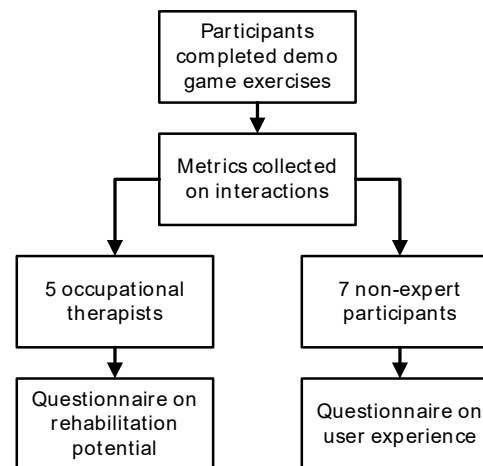 Participants
completed demo
game exercises
Metrics collected
on interactions
5 occupational
therapists
7 non-expert
participants
Questionnaire on
rehabilitation
potential
Questionnaire on
user experience